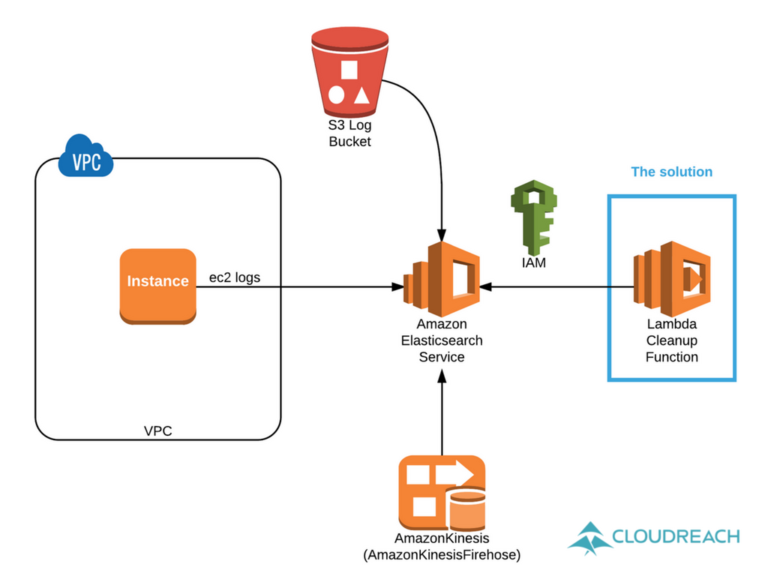 S3 Log
Bucket
VPC
The solution
Instance
ec2 logs
IAM
Amazon
Elasticsearch
Service
Lambda
Cleanup
Function
VPC
AmazonKinesis
(AmazonKinesisFirehose)
CLOUDREACH